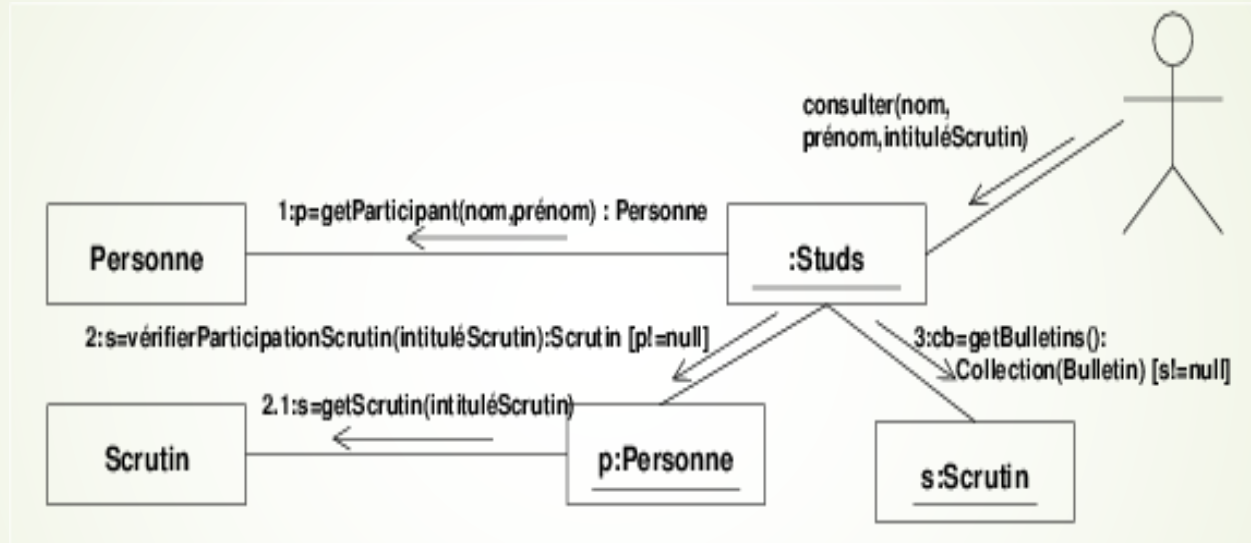 consulter(nom,
prénom,intituléScrutin)
1:p=getParticipant(nom,prénom) : Personne
Personne
:Studs
2:s=vérifierParticipationScrutin(intituléScrutin):Scrutin [p!=null]
3:cb=getBulletins():
Collection(Bulletin) [s!=null]
2.1:s=getScrutin(intituléScrutin)
Scrutin
p:Personne
s:Scrutin